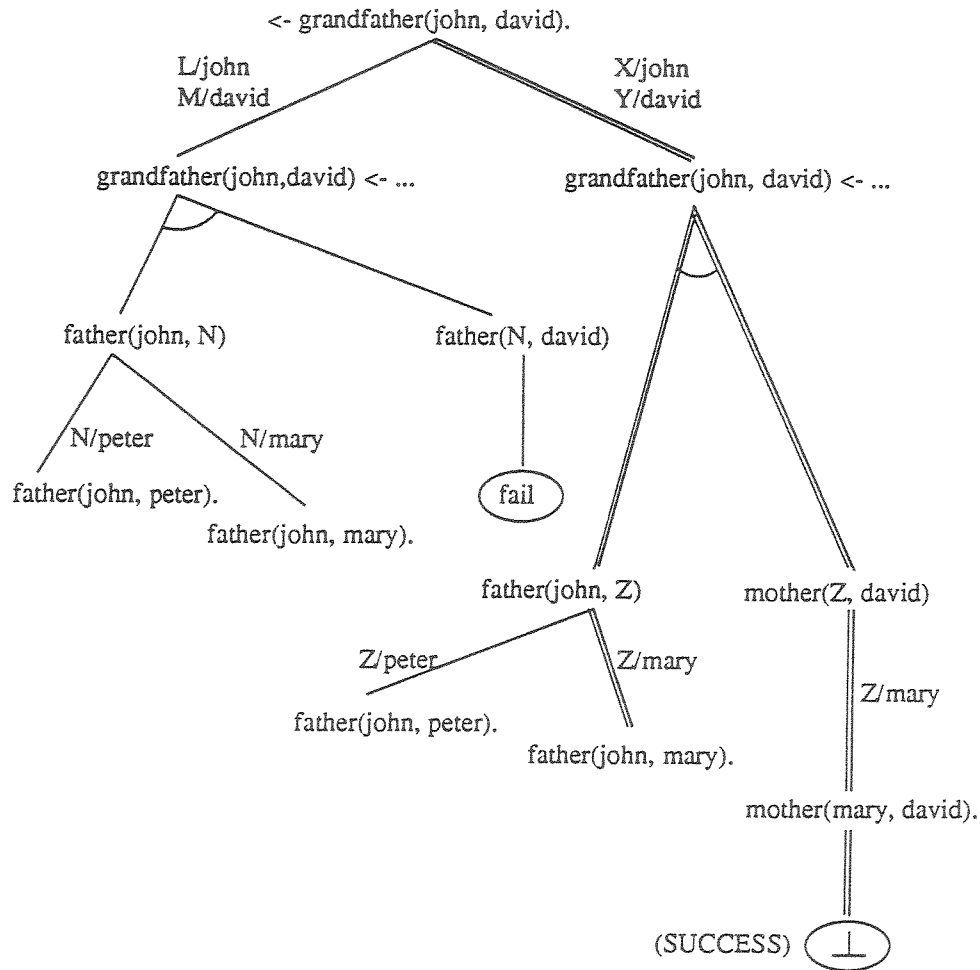 <- grandfather(john, david).
L/john
M/david
X/john
Y/david
grandfather(john,david) <- ...
grandfather(john, david) <- ...
father(john, N)
father(N, david)
N/peter
N/mary
father(john, peter).
fail
father(john, mary).
father(john, Z)
mother(Z, david)
Z/peter
Z/mary
Z/mary
father(john, peter).
father(john, mary).
mother(mary, david).
(SUCCESS) ⊥